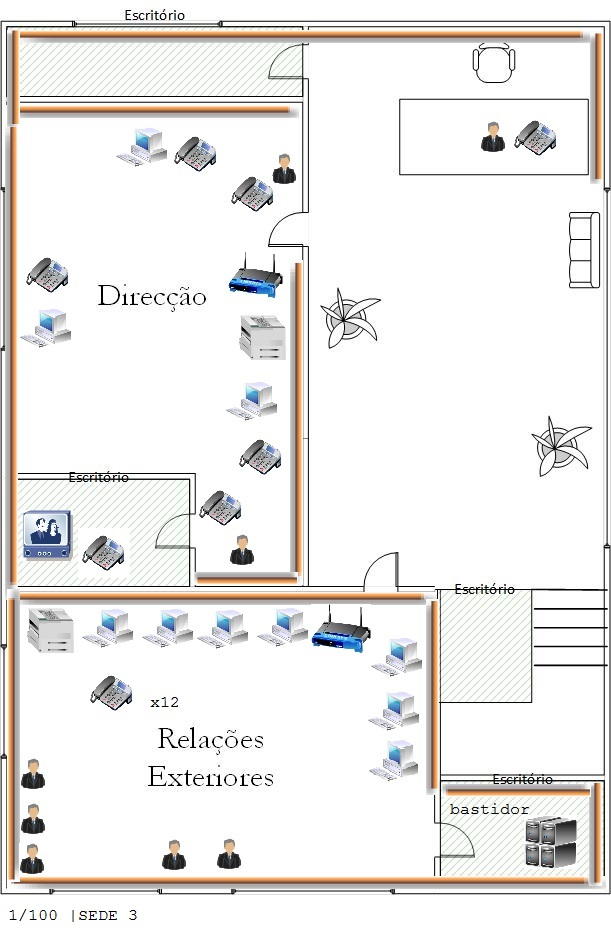 Escritório
Direcção
Escritório
Escritório
x12
Relações
Exteriores
Escritório
bastidor
1/100 |SEDE 3